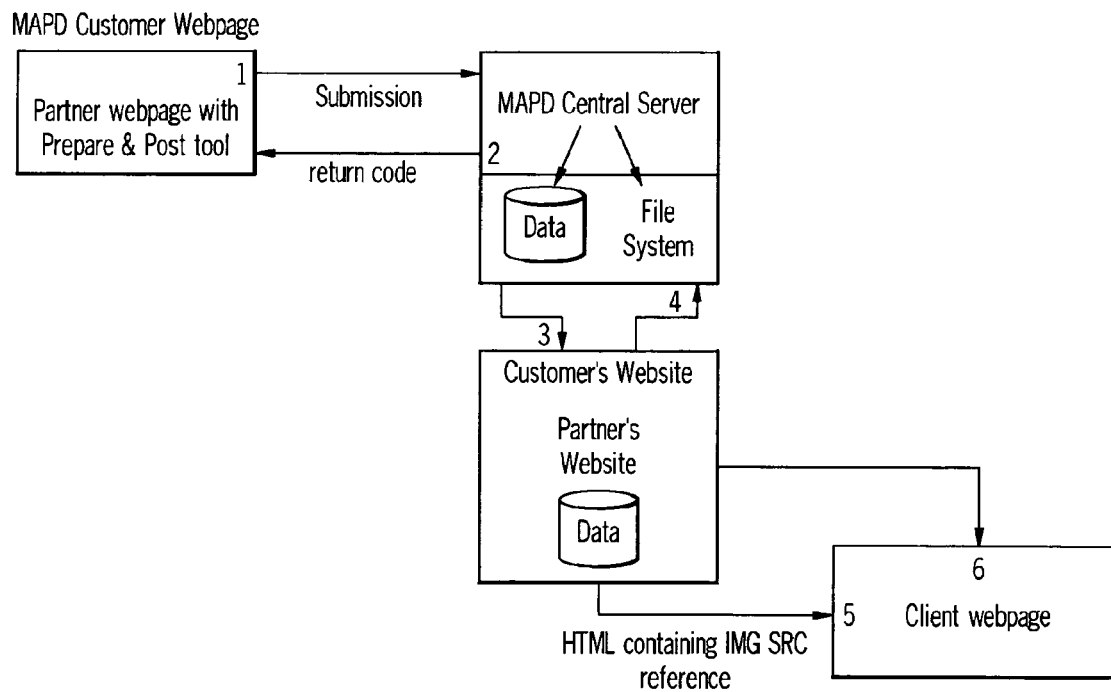 MAPD Customer Webpage
1
Partner webpage with
Prepare & Post tool
Submission
return code
MAPD Central Server
2
Data
File
System
3
4
Customer's Website
Partner's
Website
Data
HTML containing IMG SRC
reference
5
6
Client webpage